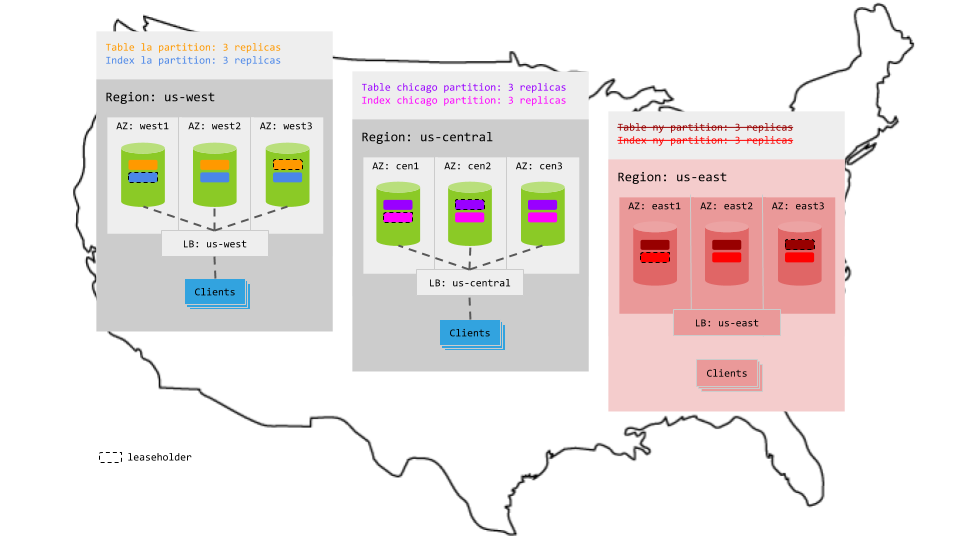 Table la partition: 3 replicas
Index la partition: 3 replicas
Region: us-west
AZ: west1
AZ: west2
AZ: west3
LB: us-west
Clients
Table chicago partition: 3 replicas
Index chicago partition: 3 replicas
Region: us-central
AZ: cen1
AZ: cen2
AZ: cen3
LB: us-central
Clients
Table ny partition: 3 replicas
Index ny partition: 3 replicas
Region: us-east
AZ: east1
AZ: east2
AZ: east3
LB: us-east
Clients
leaseholder